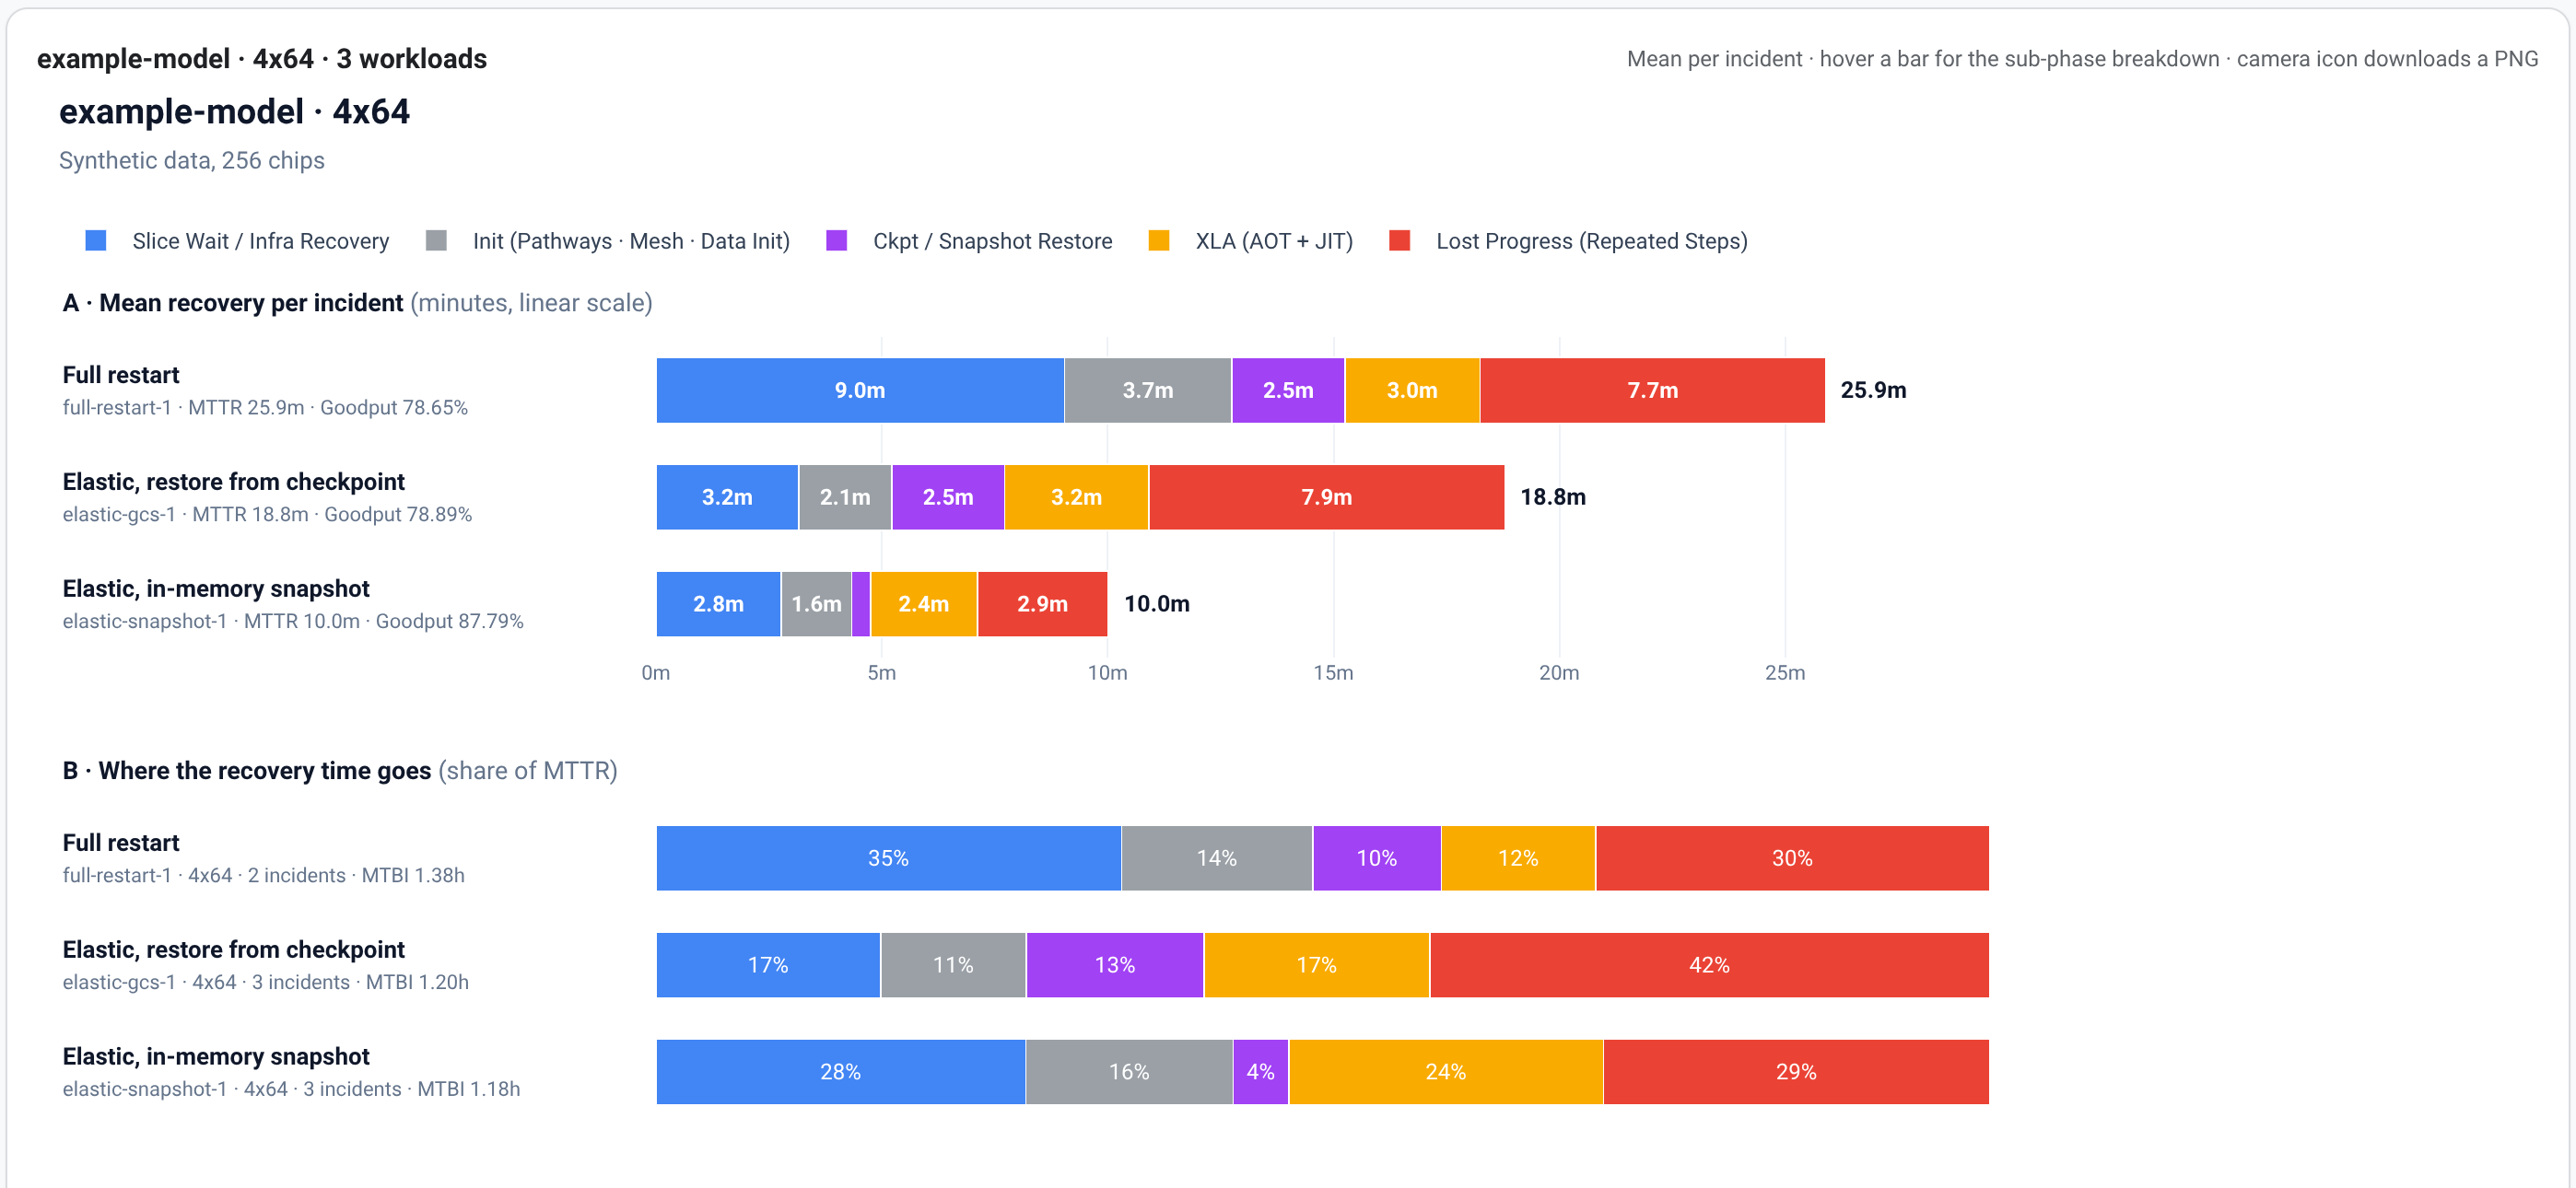 example-model · 4x64 · 3 workloads
Mean per incident · hover a bar for the sub-phase breakdown · camera icon downloads a PNG
example-model · 4x64
Synthetic data, 256 chips
Slice Wait / Infra Recovery Init (Pathways · Mesh · Data Init) Ckpt / Snapshot Restore XLA (AOT + JIT) Lost Progress (Repeated Steps)
A · Mean recovery per incident (minutes, linear scale)
Full restart
full-restart-1 · MTTR 25.9m · Goodput 78.65%
9.0m 3.7m 2.5m 3.0m 7.7m 25.9m
Elastic, restore from checkpoint
elastic-gcs-1 · MTTR 18.8m · Goodput 78.89%
3.2m 2.1m 2.5m 3.2m 7.9m 18.8m
Elastic, in-memory snapshot
elastic-snapshot-1 · MTTR 10.0m · Goodput 87.79%
2.8m 1.6m 2.4m 2.9m 10.0m
0m 5m 10m 15m 20m 25m
B · Where the recovery time goes (share of MTTR)
Full restart
full-restart-1 · 4x64 · 2 incidents · MTBI 1.38h
35% 14% 10% 12% 30%
Elastic, restore from checkpoint
elastic-gcs-1 · 4x64 · 3 incidents · MTBI 1.20h
17% 11% 13% 17% 42%
Elastic, in-memory snapshot
elastic-snapshot-1 · 4x64 · 3 incidents · MTBI 1.18h
28% 16% 4% 24% 29%